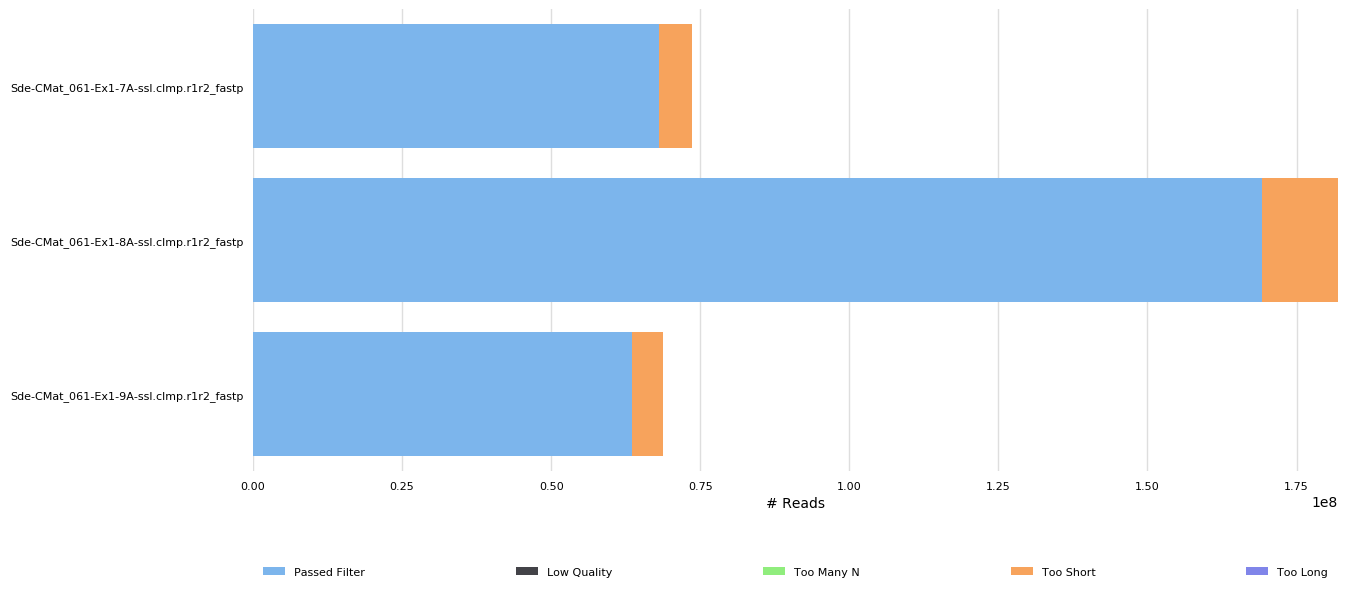 Sde-CMat_061-Ex1-7A-ssl.clmp.r1r2_fastp
Sde-CMat_061-Ex1-8A-ssl.clmp.r1r2_fastp
Sde-CMat_061-Ex1-9A-ssl.clmp.r1r2_fastp
0.00 0.25 0.50 0.75 1.00 1.25 1.50 1.75
# Reads 1e8
Passed Filter Low Quality Too Many N Too Short Too Long